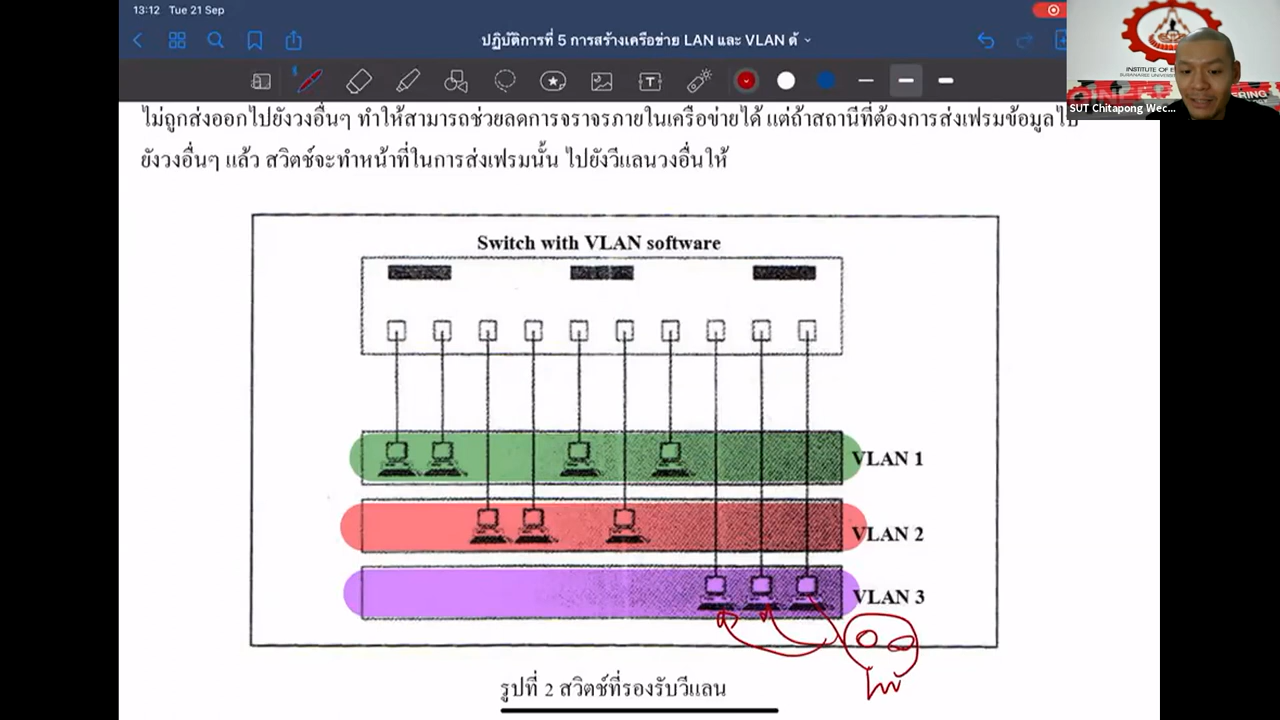 13:12 Tue 21 Sep
ปฏิบัติการที่ 5 การสร้างเครือข่าย LAN และ VLAN ด้
SUT Chitapong Wec...
ไม่ถูกส่งออกไปยังวงอื่นๆ ทำให้สามารถช่วยลดการจราจรภายในเครือข่ายได้ แต่ถ้าสถานีที่ต้องการส่งเฟรมข้อมูลไป
ยังวงอื่นๆ แล้ว สวิตช์จะทำหน้าที่ในการส่งเฟรมนั้น ไปยังวีแลนวงอื่นให้
Switch with VLAN software
VLAN 1
VLAN 2
VLAN 3
รูปที่ 2 สวิตช์ที่รองรับวีแลน